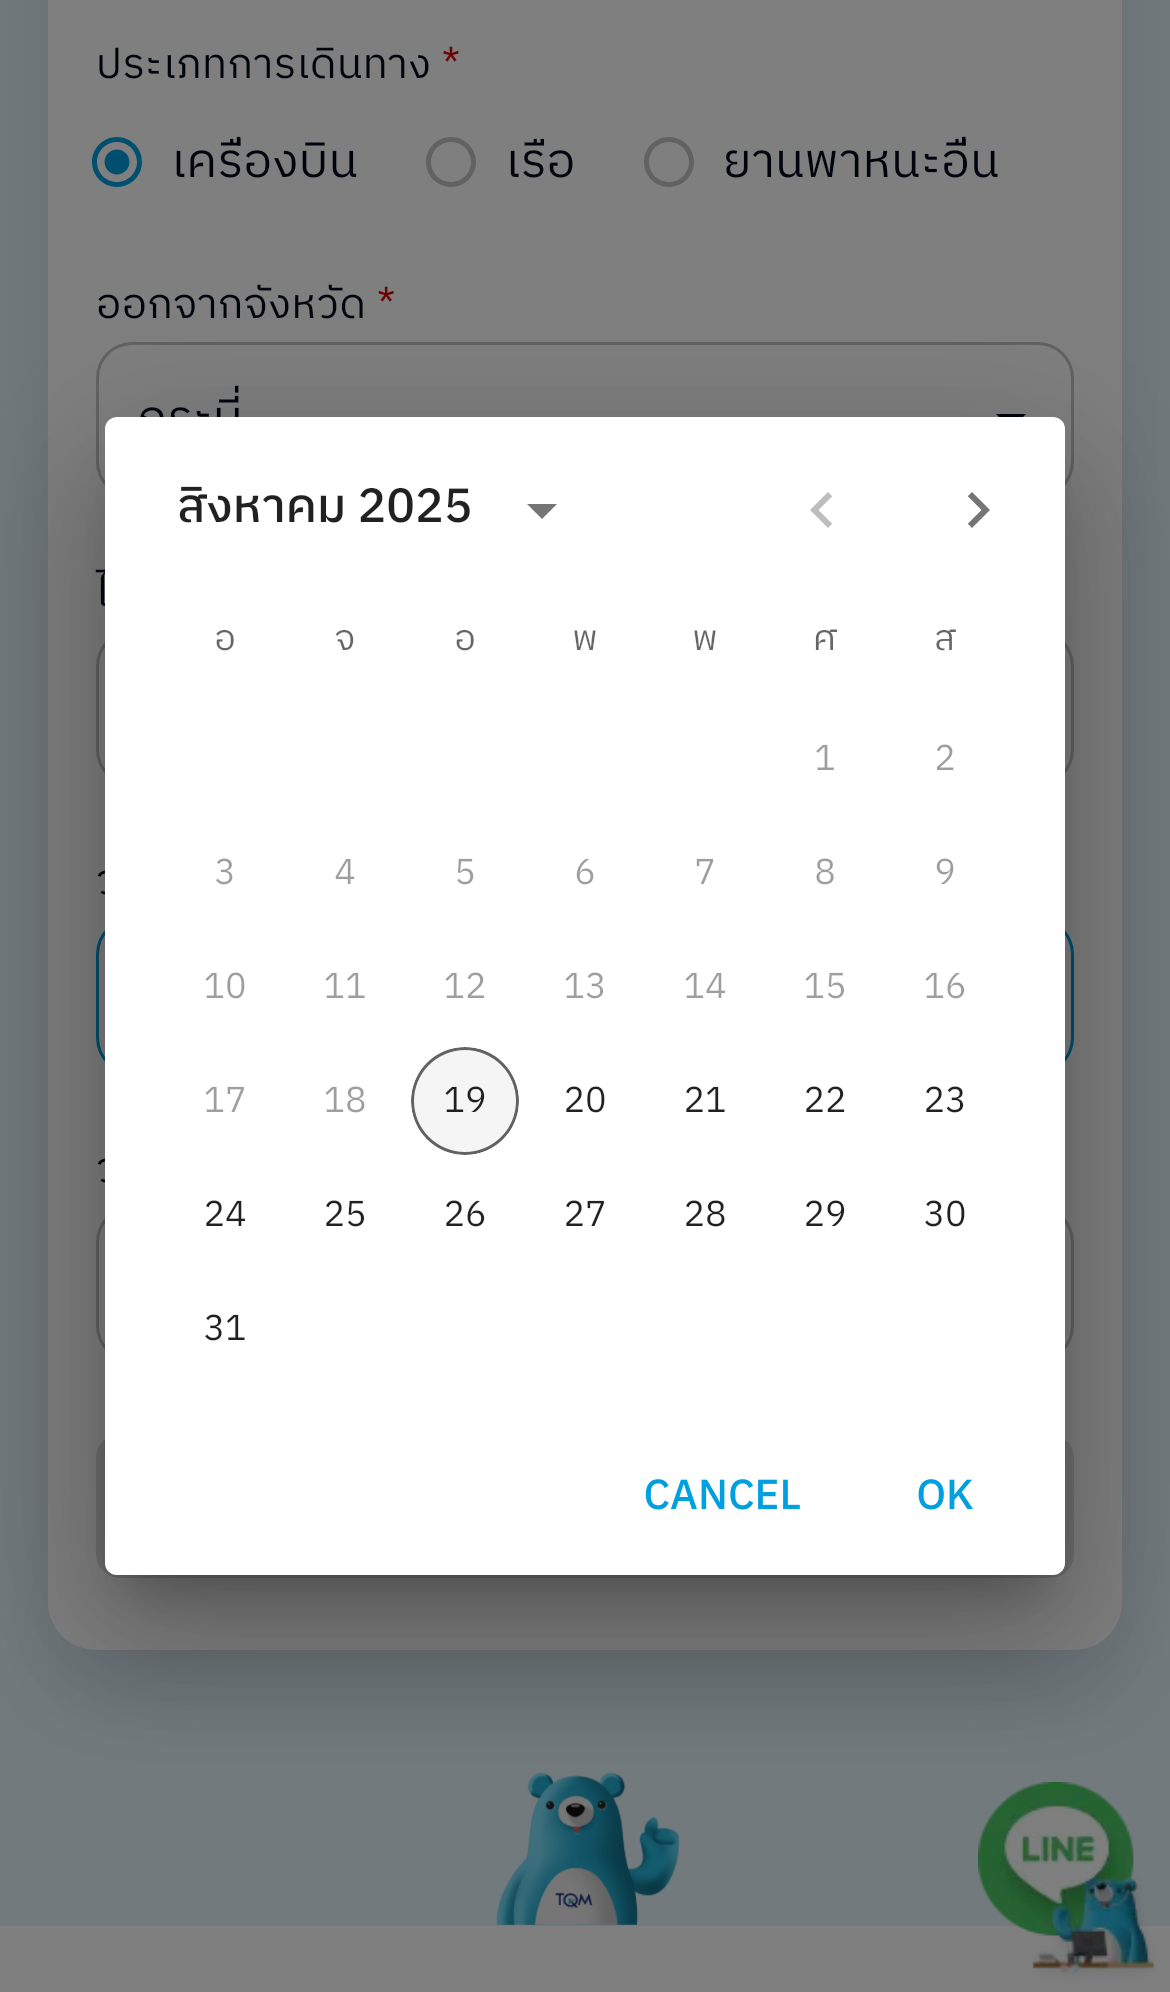 ประเภทการเดินทาง *
เครื่องบิน เรือ ยานพาหนะอื่น
ออกจากจังหวัด *
กระบี่
สิงหาคม 2025
อ จ อ พ พ ศ ส
1 2
3 4 5 6 7 8 9
10 11 12 13 14 15 16
17 18 19 20 21 22 23
24 25 26 27 28 29 30
31
CANCEL OK
TQM
LINE